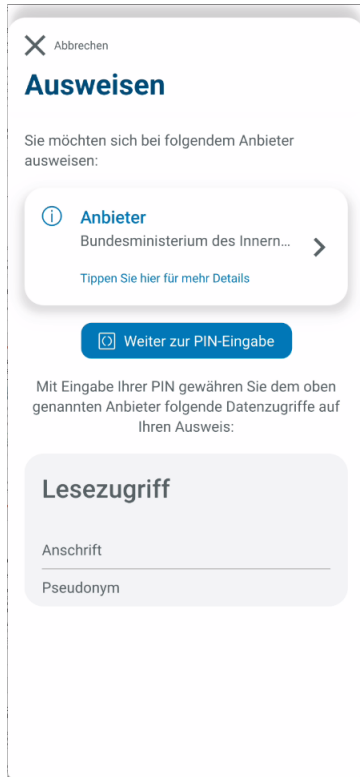 Abbrechen
Ausweisen
Sie möchten sich bei folgendem Anbieter
ausweisen:
Anbieter
Bundesministerium des Innern...
Tippen Sie hier für mehr Details
Weiter zur PIN-Eingabe
Mit Eingabe Ihrer PIN gewähren Sie dem oben
genannten Anbieter folgende Datenzugriffe auf
Ihren Ausweis:
Lesezugriff
Anschrift
Pseudonym